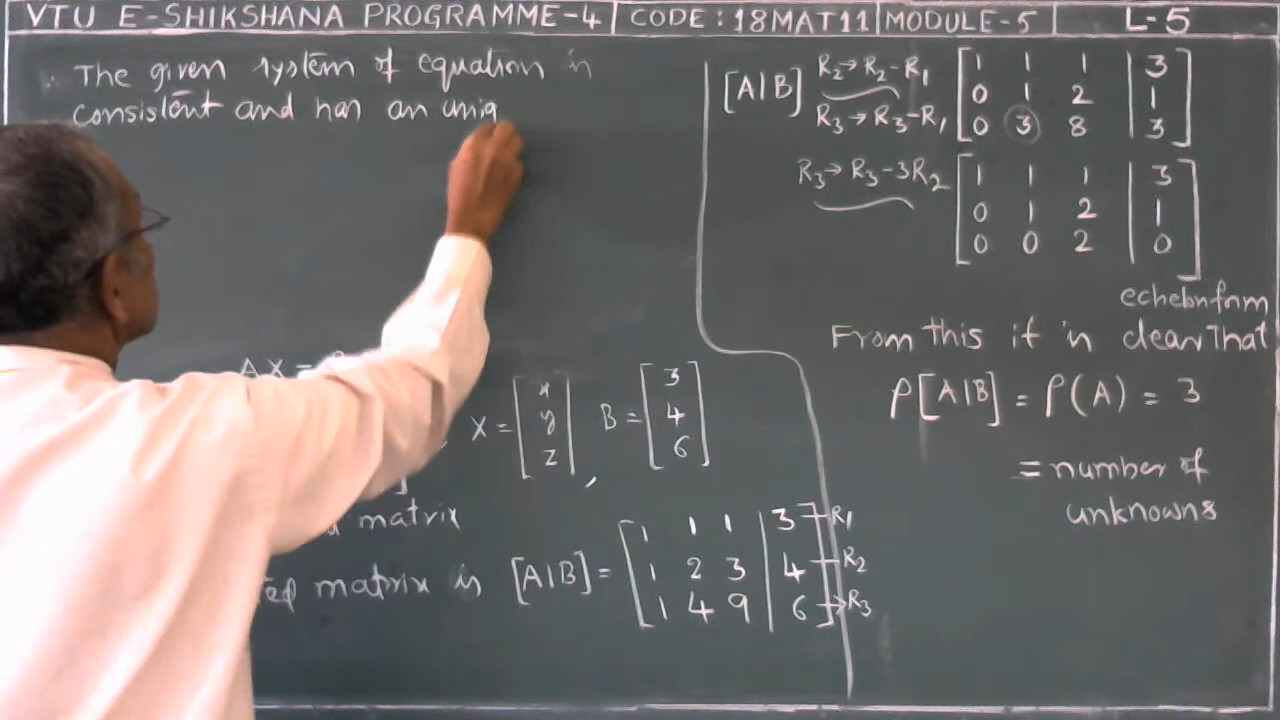 VTU E-SHIKSHANA PROGRAMME-4 | CODE: 18MAT11 | MODULE-5 | L-5
∴ The given system of equation is
consistent and has an uniq
AX =
X = [x y z], B = [3 4 6]
matrix
matrix is [A|B] = [1 1 1 | 3] → R1
[1 2 3 | 4] → R2
[1 4 9 | 6] → R3
[A|B] R2→R2-R1 [1 1 1 | 3]
[0 1 2 | 1]
R3→R3-R1 [0 3 8 | 3]
R3→R3-3R2 [1 1 1 | 3]
[0 1 2 | 1]
[0 0 2 | 0]
echelon form
From this it is clear that
ρ[A|B] = ρ(A) = 3
= number of
unknowns